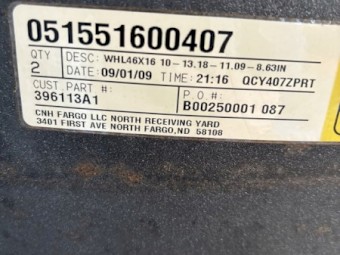 051551600407
QTY DESC: WHL46X16 10-13.18-11.09-8.63IN
2 DATE: 09/01/09 TIME: 21:16 QCY407ZPRT
CUST. PART #: P O #:
396113A1 B00250001 087
CNH FARGO LLC NORTH RECEIVING YARD
3401 FIRST AVE NORTH FARGO,ND 58108